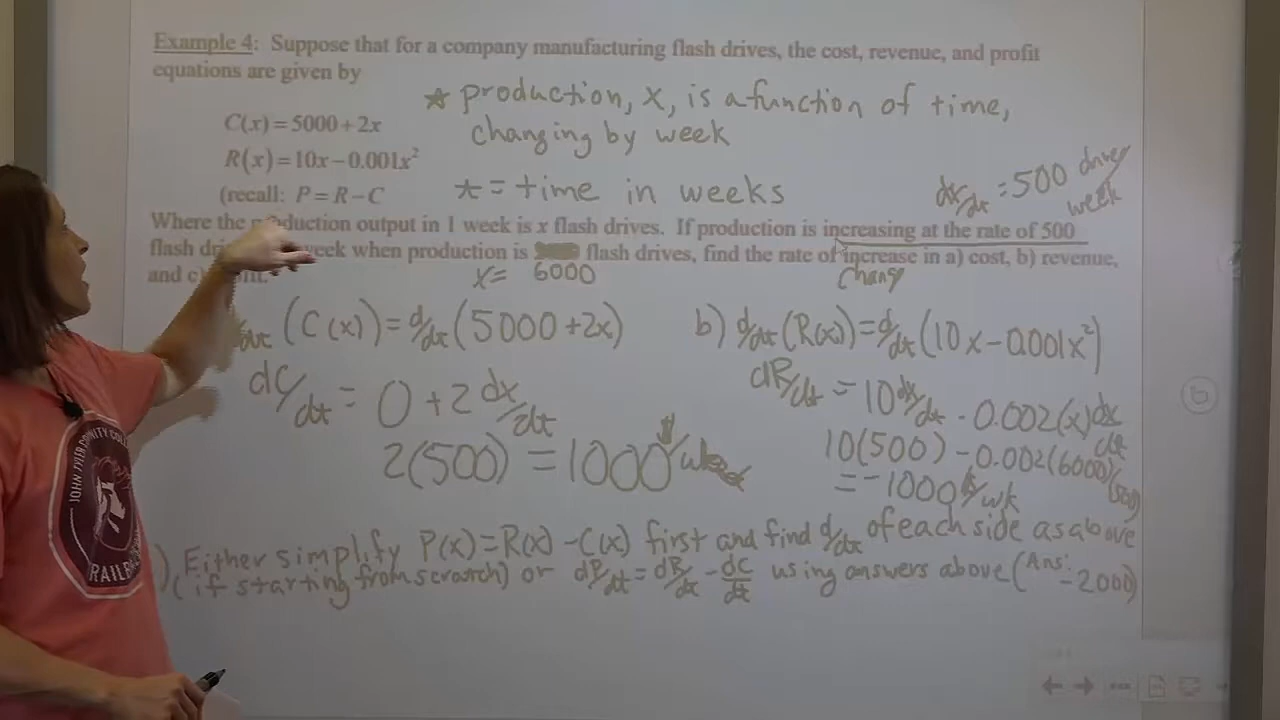 Example 4: Suppose that for a company manufacturing flash drives, the cost, revenue, and profit
equations are given by
★ production, x, is a function of time,
changing by week
C(x) = 5000 + 2x
R(x) = 10x − 0.001x²
(recall: P = R − C
t = time in weeks
dx/dt = 500 drives/week
Where the production output in 1 week is x flash drives. If production is increasing at the rate of 500
flash week when production is flash drives, find the rate of increase in a) cost, b) revenue,
and c)
x = 6000
change
(C(x)) = d/dt (5000 + 2x)
dC/dt = 0 + 2 dx/dt
2(500) = 1000 $/week
b) d/dt (R(x)) = d/dt (10x − 0.001x²)
dR/dt = 10 dx/dt − 0.002(x) dx/dt
10(500) − 0.002(6000)(500)
= −1000 $/wk
) Either simplify P(x) = R(x) − C(x) first and find d/dt of each side as above
(if starting from scratch) or dP/dt = dR/dt − dC/dt using answers above (Ans: −2000)
JOHN TYLER
RAIL
6